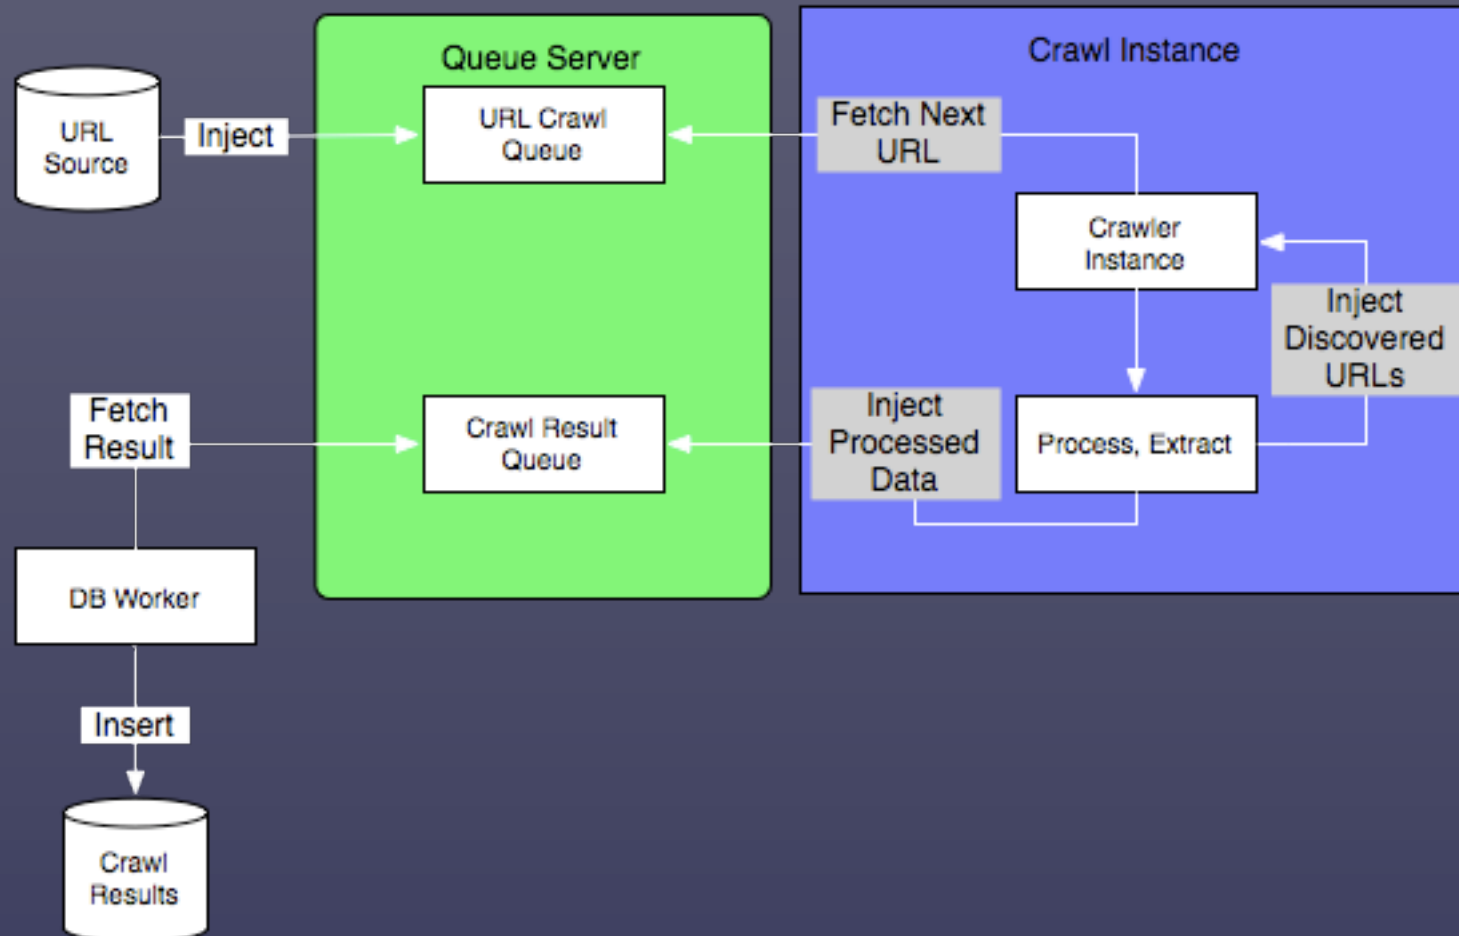 Queue Server
Crawl Instance
URL
Source
Inject
URL Crawl
Queue
Fetch Next
URL
Crawler
Instance
Inject
Discovered
URLs
Fetch
Result
Crawl Result
Queue
Inject
Processed
Data
Process, Extract
DB Worker
Insert
Crawl
Results